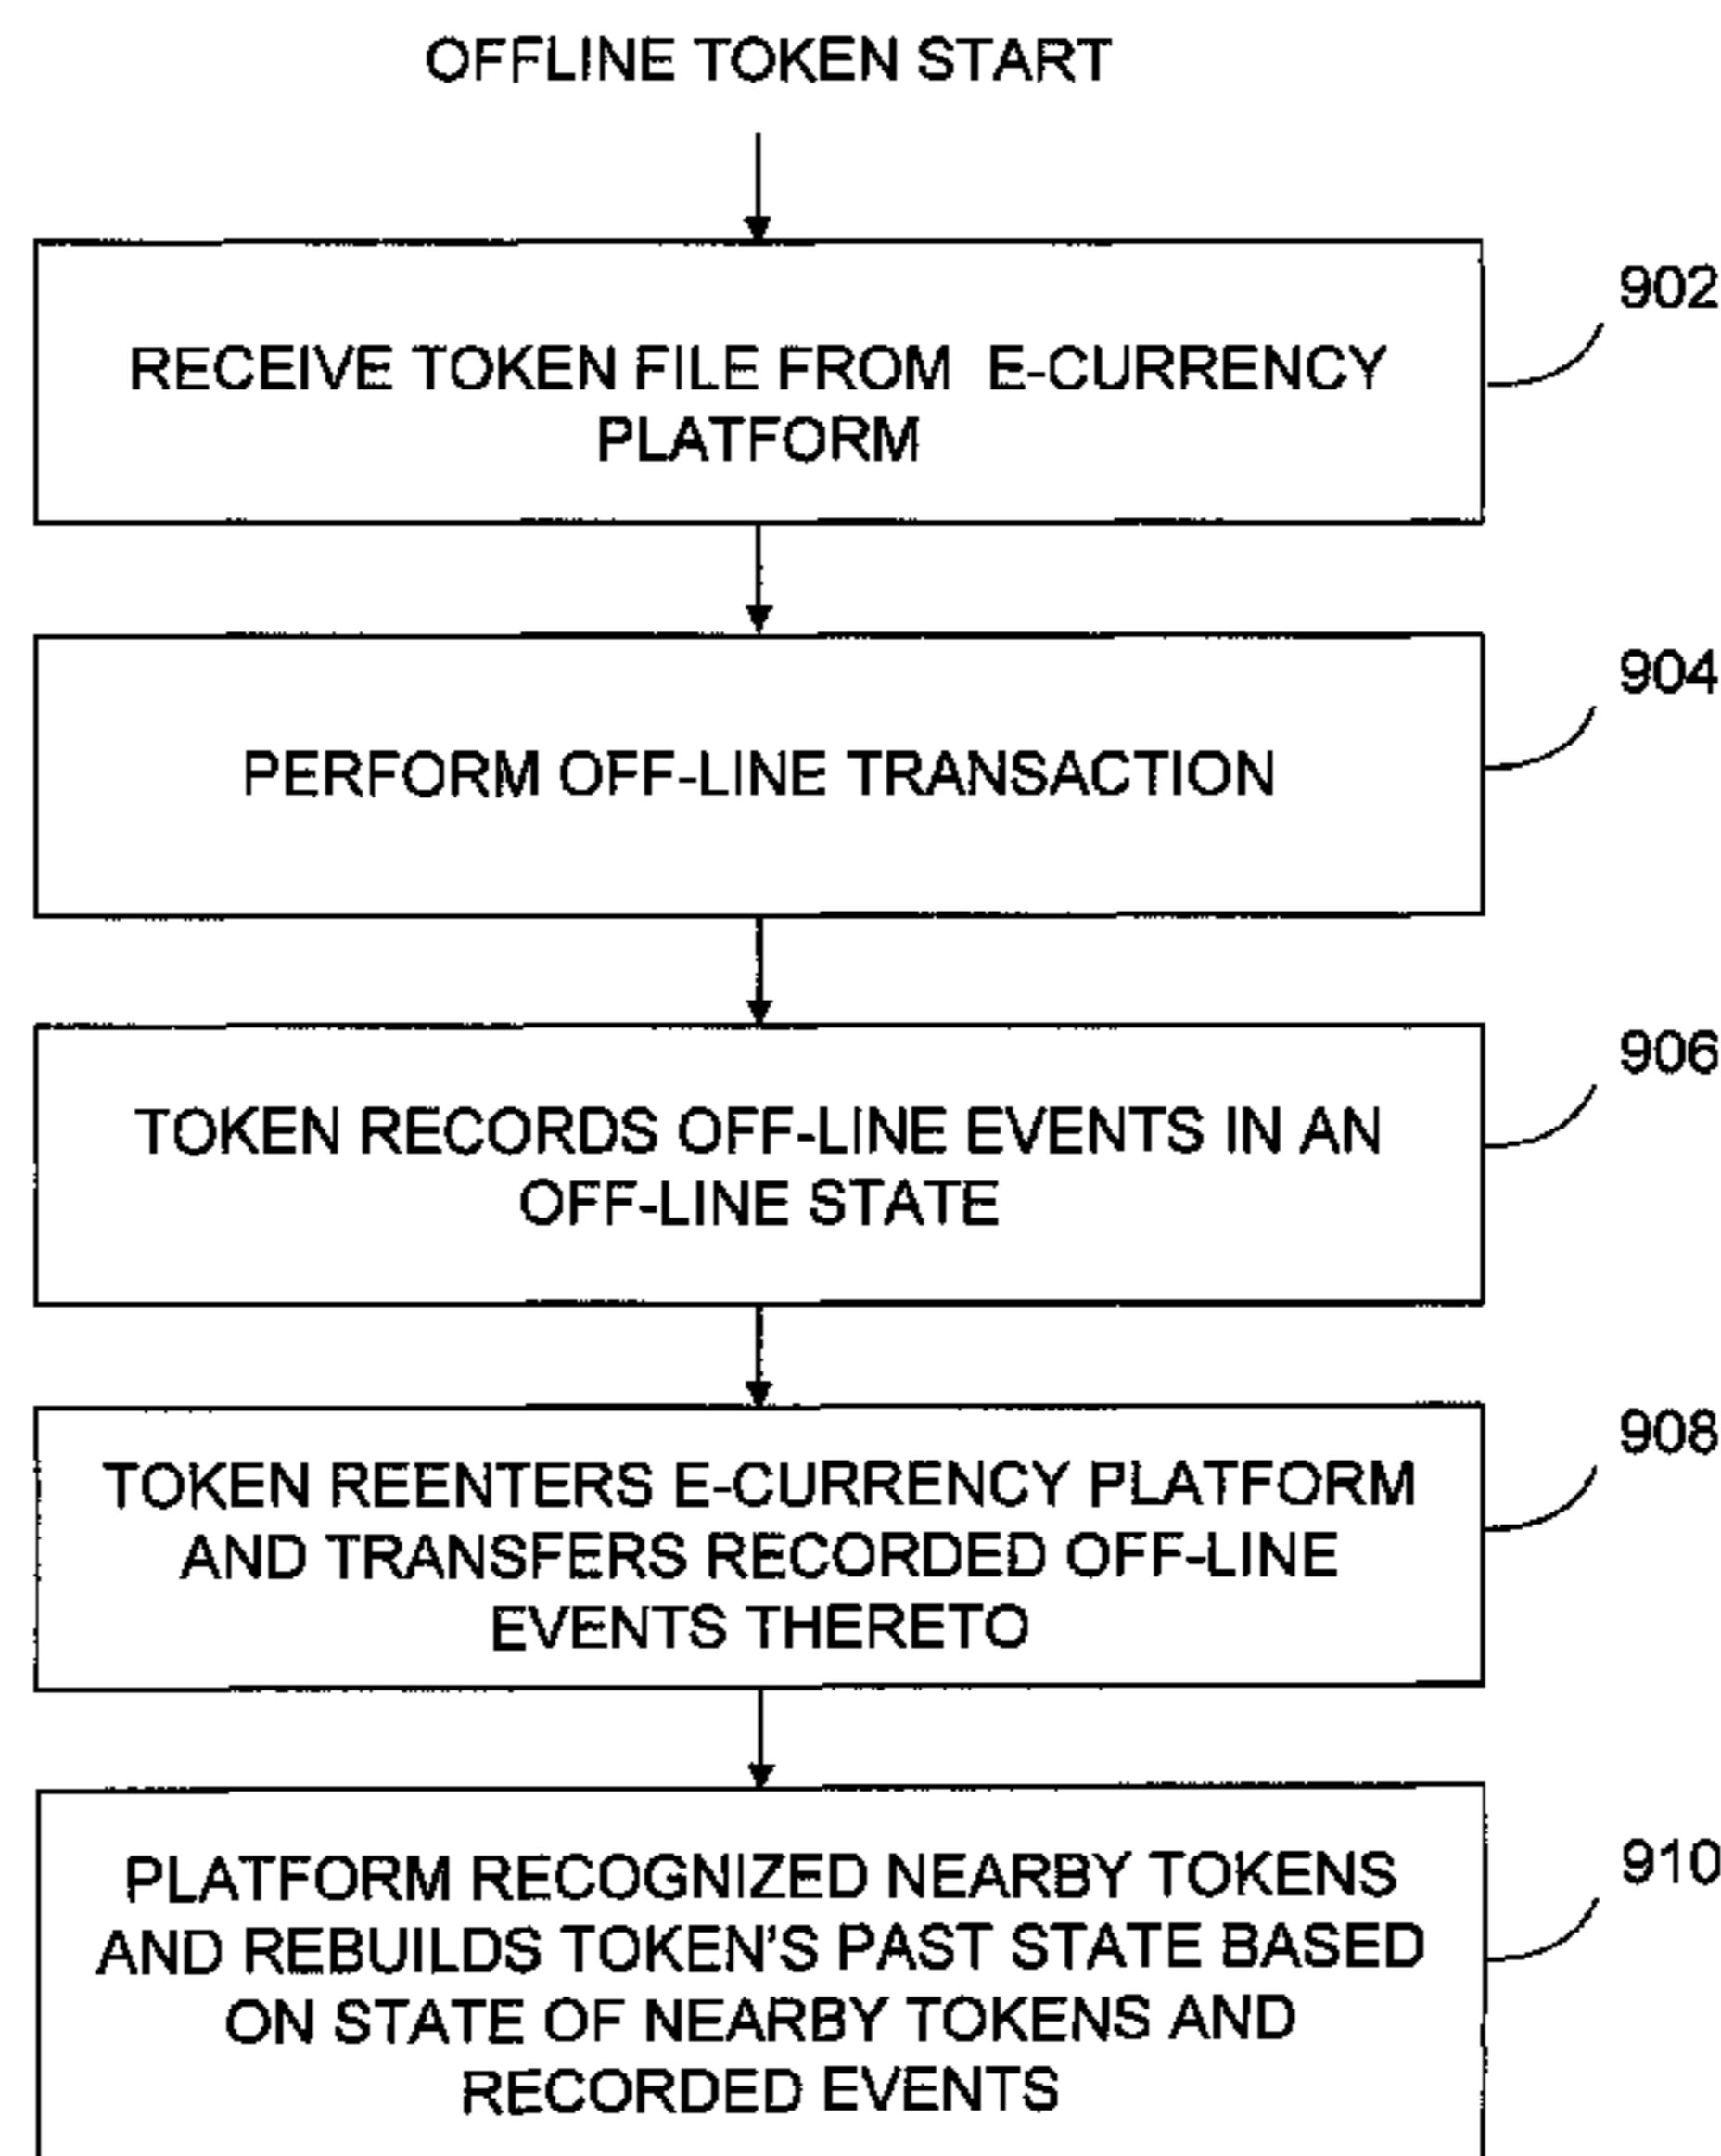 OFFLINE TOKEN START
902
RECEIVE TOKEN FILE FROM E-CURRENCY
PLATFORM
904
PERFORM OFF-LINE TRANSACTION
906
TOKEN RECORDS OFF-LINE EVENTS IN AN
OFF-LINE STATE
908
TOKEN REENTERS E-CURRENCY PLATFORM
AND TRANSFERS RECORDED OFF-LINE
EVENTS THERETO
910
PLATFORM RECOGNIZED NEARBY TOKENS
AND REBUILDS TOKEN'S PAST STATE BASED
ON STATE OF NEARBY TOKENS AND
RECORDED EVENTS